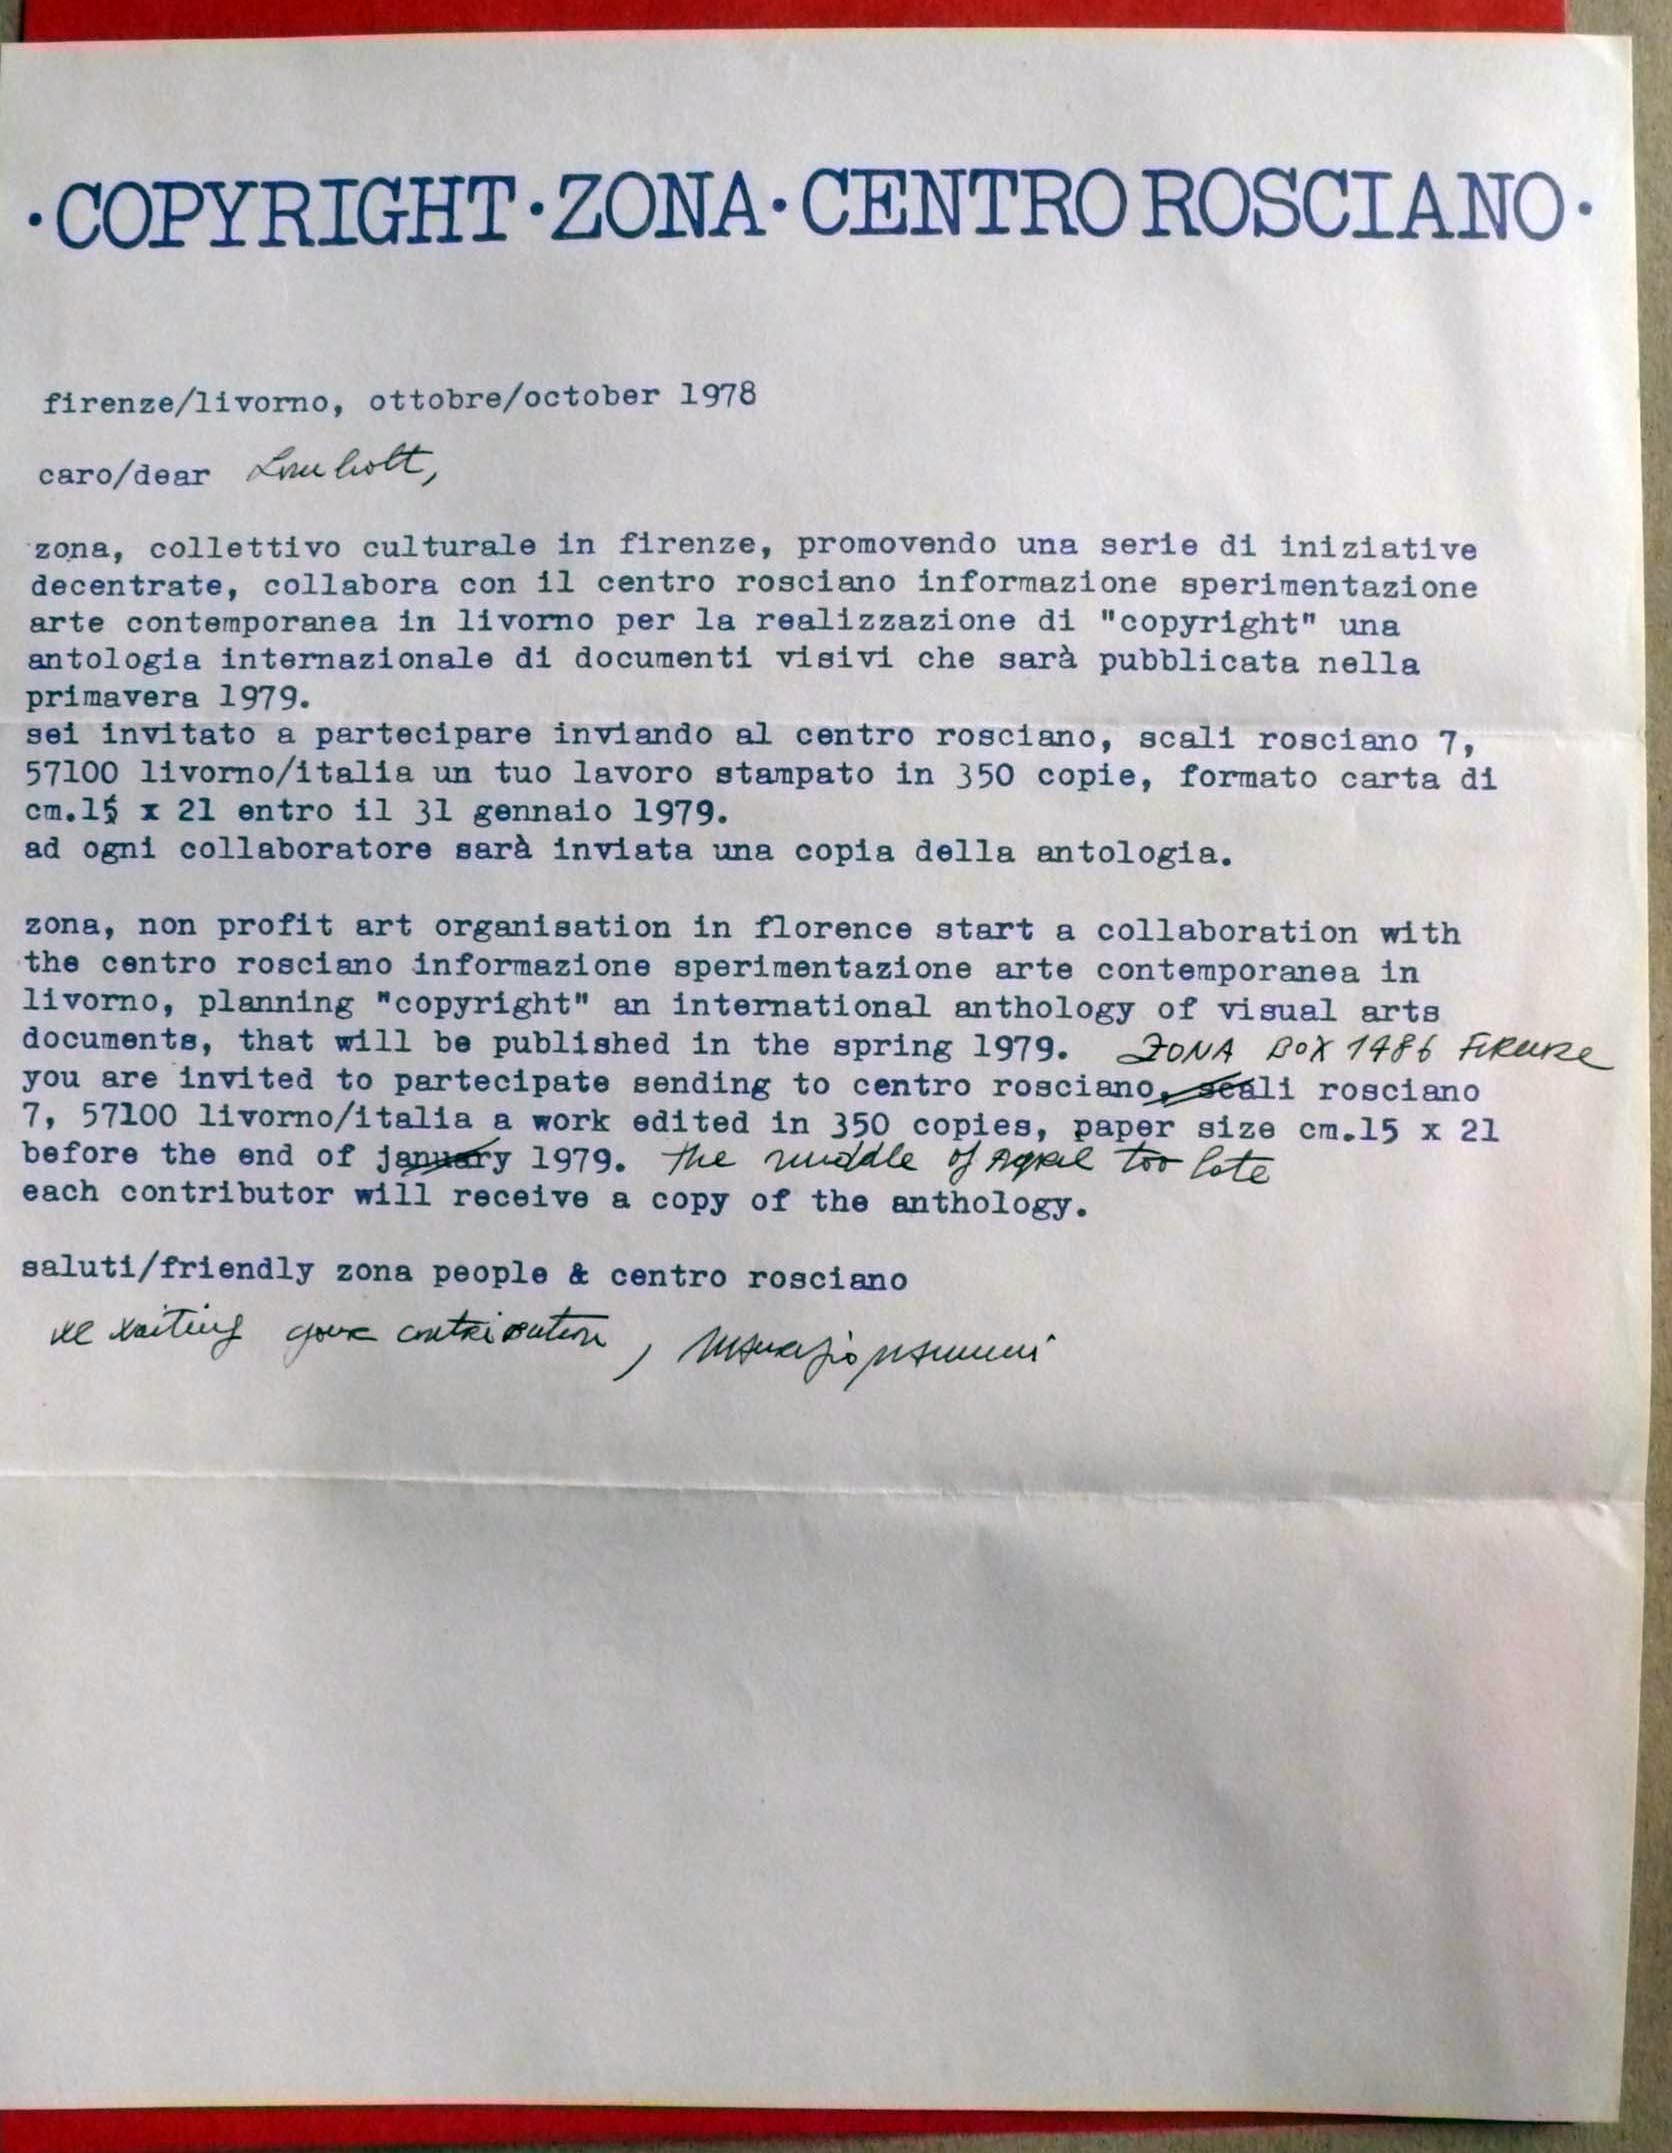 ·COPYRIGHT·ZONA·CENTRO ROSCIANO·
firenze/livorno, ottobre/october 1978
caro/dear Lomholt,
zona, collettivo culturale in firenze, promovendo una serie di iniziative
decentrate, collabora con il centro rosciano informazione sperimentazione
arte contemporanea in livorno per la realizzazione di "copyright" una
antologia internazionale di documenti visivi che sarà pubblicata nella
primavera 1979.
sei invitato a partecipare inviando al centro rosciano, scali rosciano 7,
57100 livorno/italia un tuo lavoro stampato in 350 copie, formato carta di
cm.15 x 21 entro il 31 gennaio 1979.
ad ogni collaboratore sarà inviata una copia della antologia.
zona, non profit art organisation in florence start a collaboration with
the centro rosciano informazione sperimentazione arte contemporanea in
livorno, planning "copyright" an international anthology of visual arts
documents, that will be published in the spring 1979. ZONA BOX 1486 FIRENZE
you are invited to partecipate sending to centro rosciano, scali rosciano
7, 57100 livorno/italia a work edited in 350 copies, paper size cm.15 x 21
before the end of january 1979. the middle of April too late
each contributor will receive a copy of the anthology.
saluti/friendly zona people & centro rosciano
waiting your contribution,